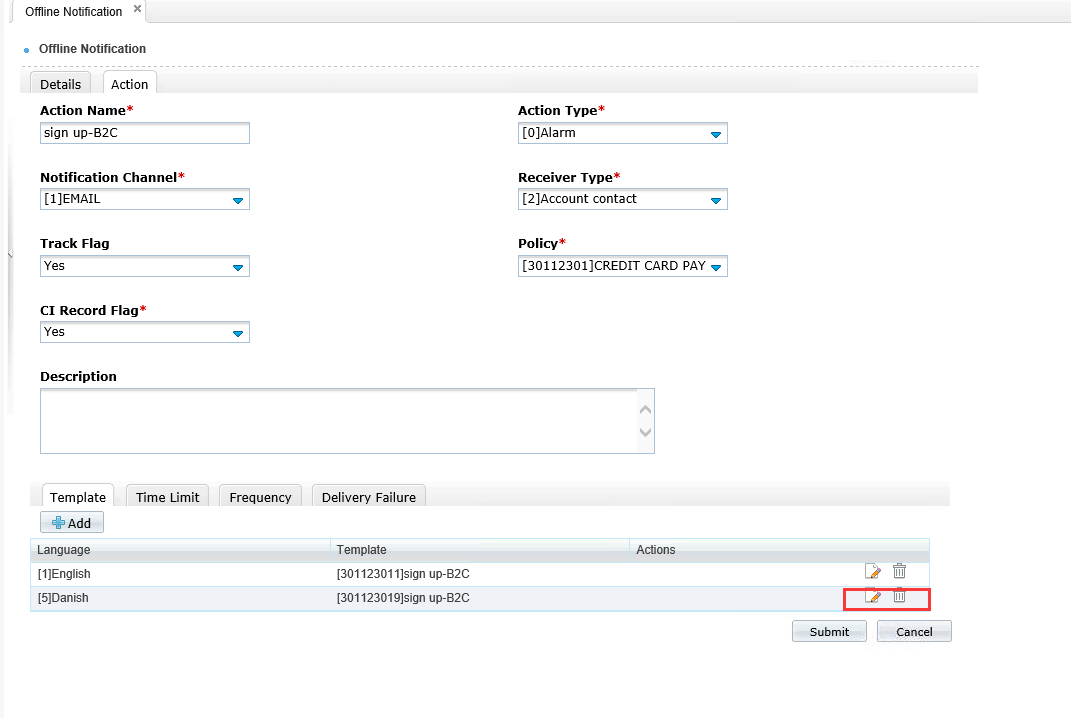 Offline Notification
Offline Notification
Details Action
Action Name* Action Type*
sign up-B2C [0]Alarm
Notification Channel* Receiver Type*
[1]EMAIL [2]Account contact
Track Flag Policy*
Yes [30112301]CREDIT CARD PAY
CI Record Flag*
Yes
Description
Template Time Limit Frequency Delivery Failure
Add
Language Template Actions
[1]English [301123011]sign up-B2C
[5]Danish [301123019]sign up-B2C
Submit Cancel